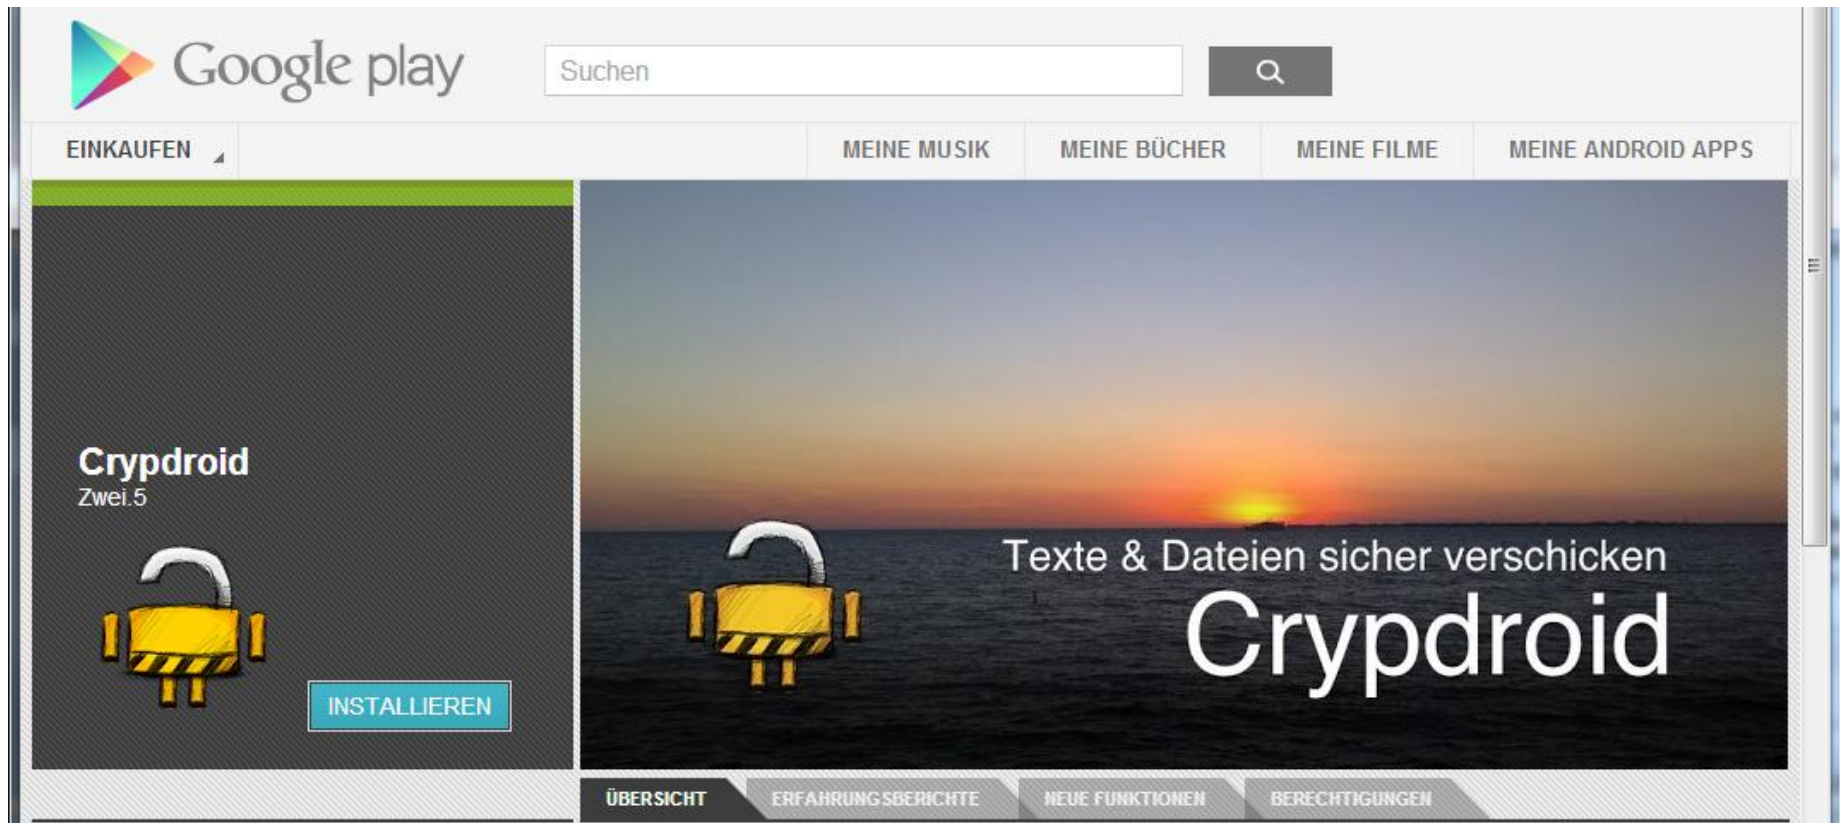 Google play
Suchen
EINKAUFEN
MEINE MUSIK
MEINE BÜCHER
MEINE FILME
MEINE ANDROID APPS
Crypdroid
Zwei.5
INSTALLIEREN
Texte & Dateien sicher verschicken
Crypdroid
ÜBERSICHT
ERFAHRUNGSBERICHTE
NEUE FUNKTIONEN
BERECHTIGUNGEN